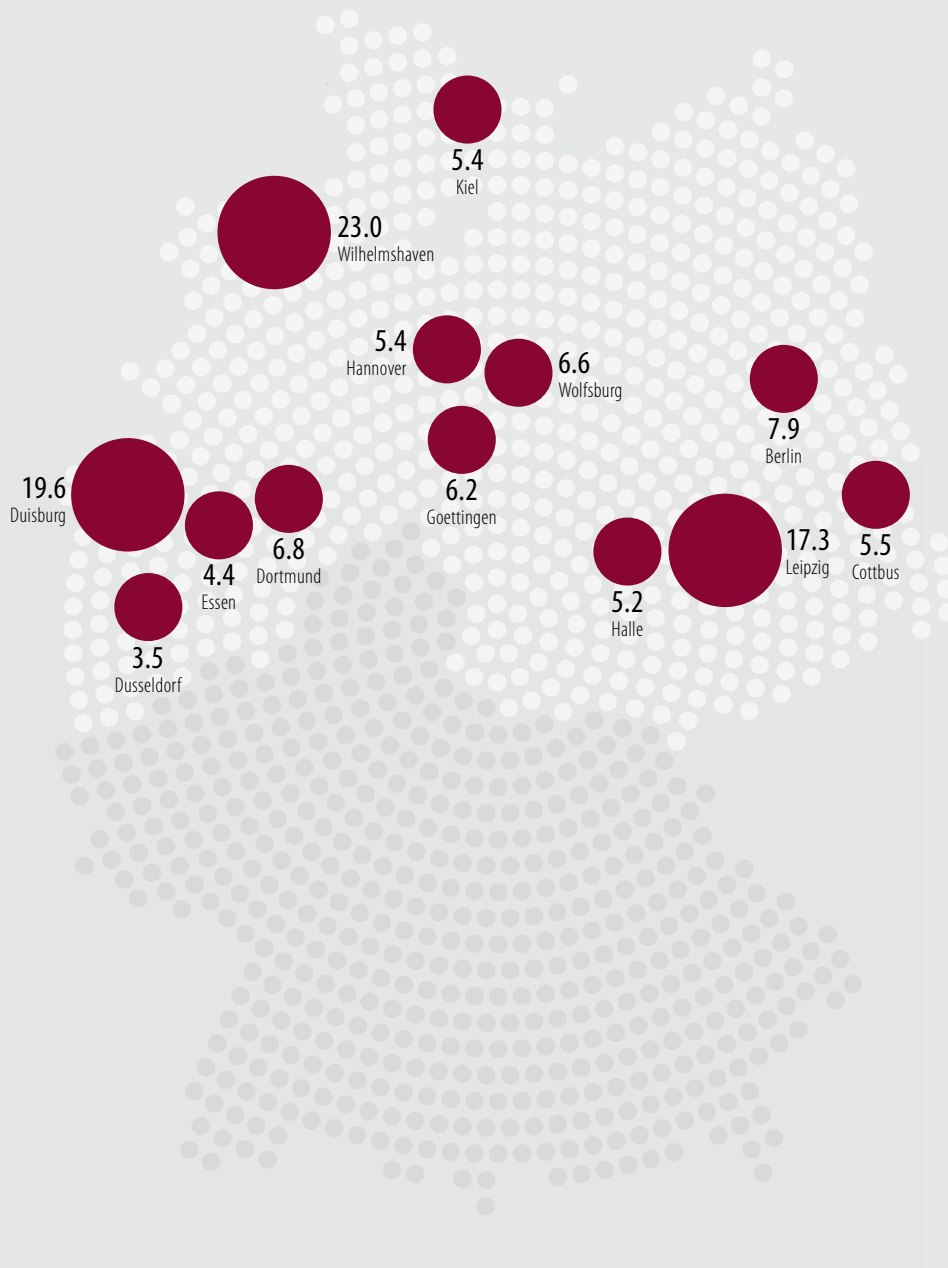 5.4
Kiel
23.0
Wilhelmshaven
5.4
Hannover
6.6
Wolfsburg
7.9
Berlin
6.2
Goettingen
19.6
Duisburg
4.4
Essen
6.8
Dortmund
5.2
Halle
17.3
Leipzig
5.5
Cottbus
3.5
Dusseldorf